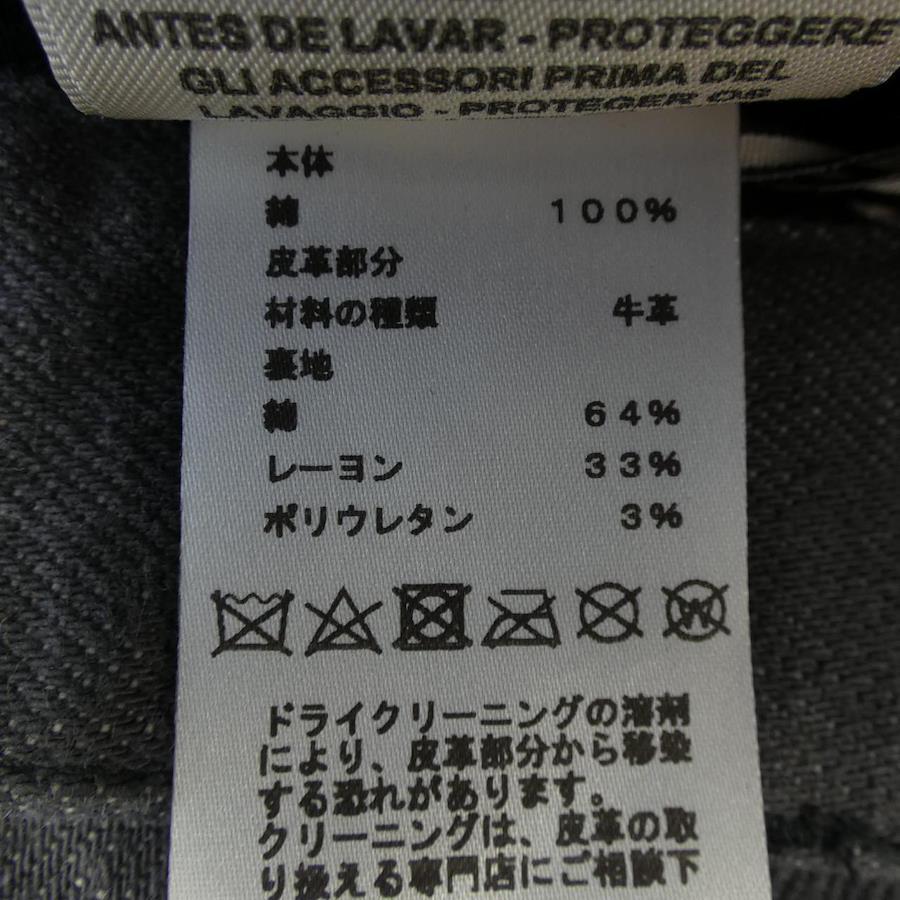 ANTES DE LAVAR - PROTEGGERE
GLI ACCESSORI PRIMA DEL
LAVAGGIO - PROTEGER OS
本体
綿 100%
皮革部分
材料の種類 牛革
裏地
綿 64%
レーヨン 33%
ポリウレタン 3%
ドライクリーニングの溶剤
により、皮革部分から移染
する恐れがあります。
クリーニングは、皮革の取
り扱える専門店にご相談下